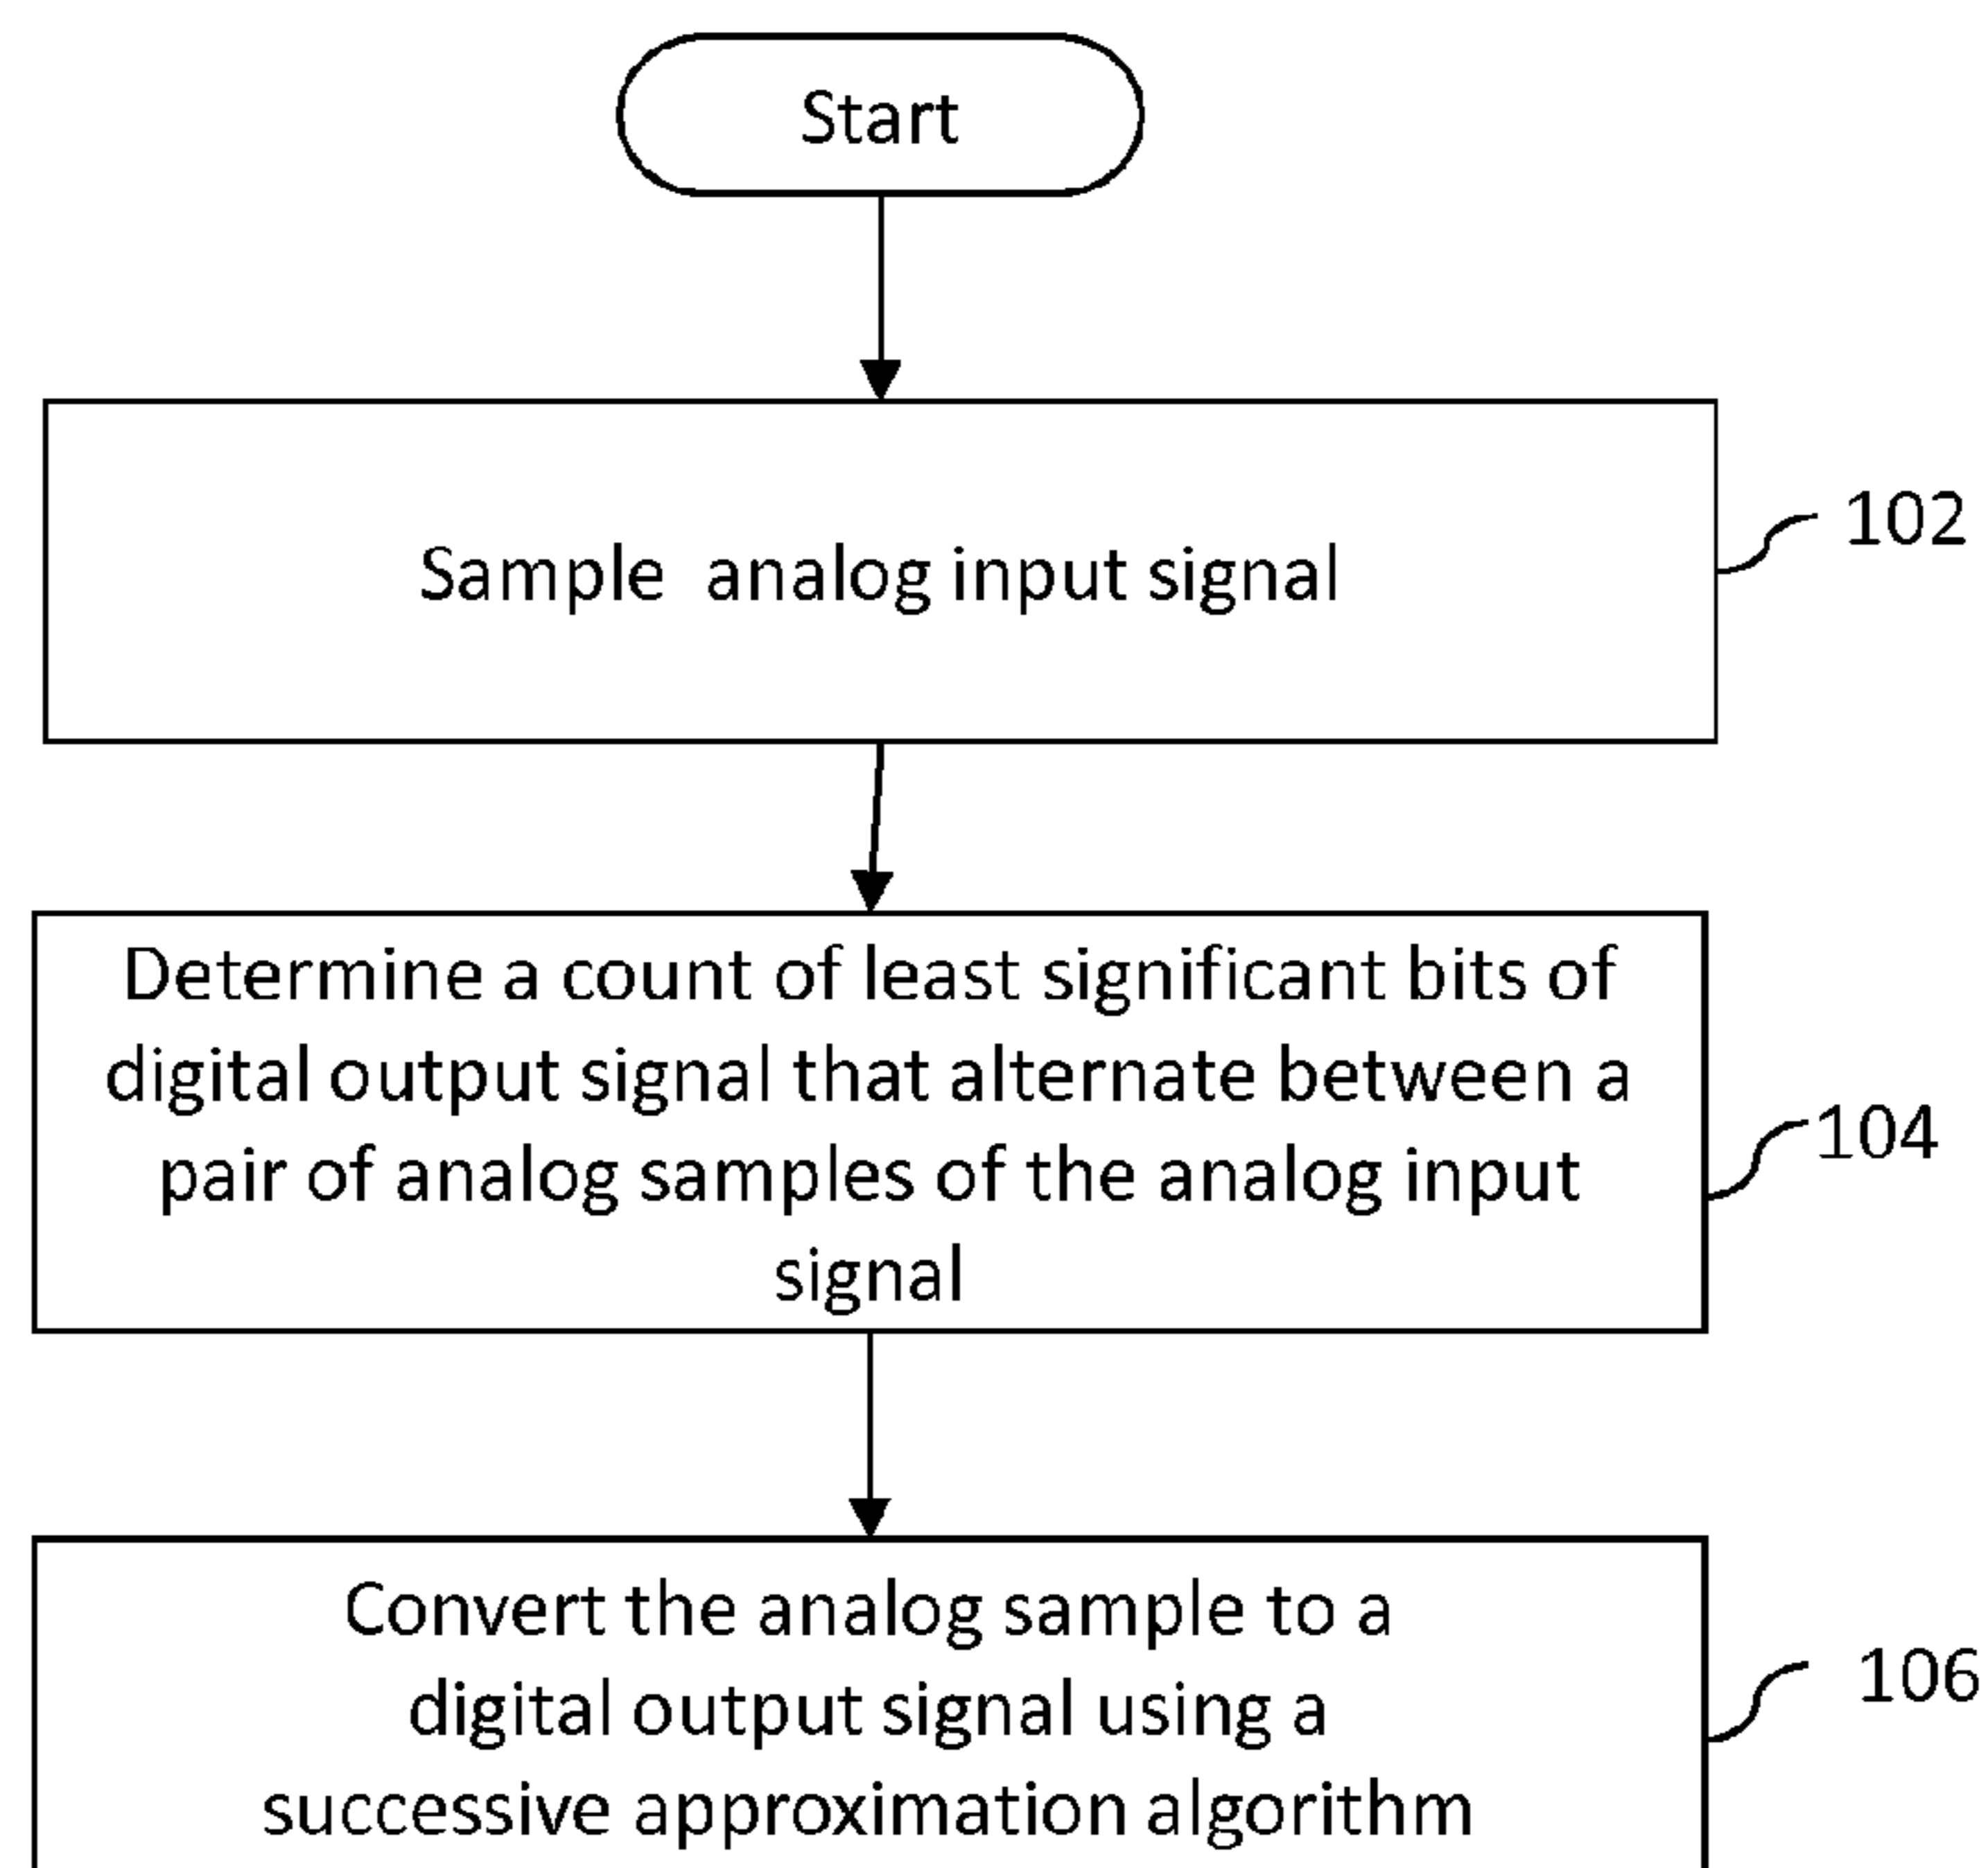 Start
Sample analog input signal
102
Determine a count of least significant bits of
digital output signal that alternate between a
pair of analog samples of the analog input
signal
104
Convert the analog sample to a
digital output signal using a
successive approximation algorithm
106